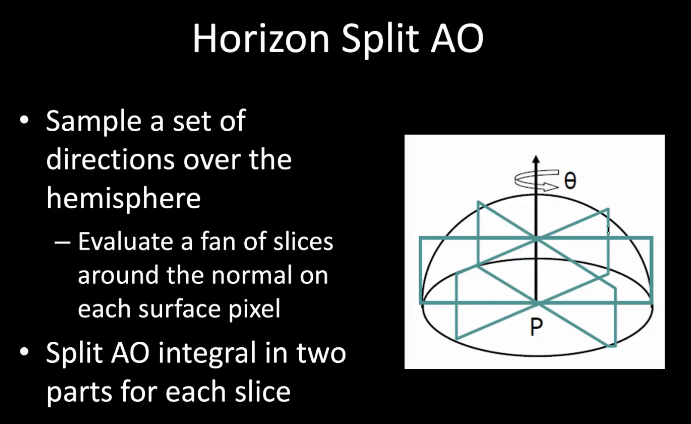 Horizon Split AO
• Sample a set of
directions over the
hemisphere
– Evaluate a fan of slices
around the normal on
each surface pixel
• Split AO integral in two
parts for each slice
θ
P